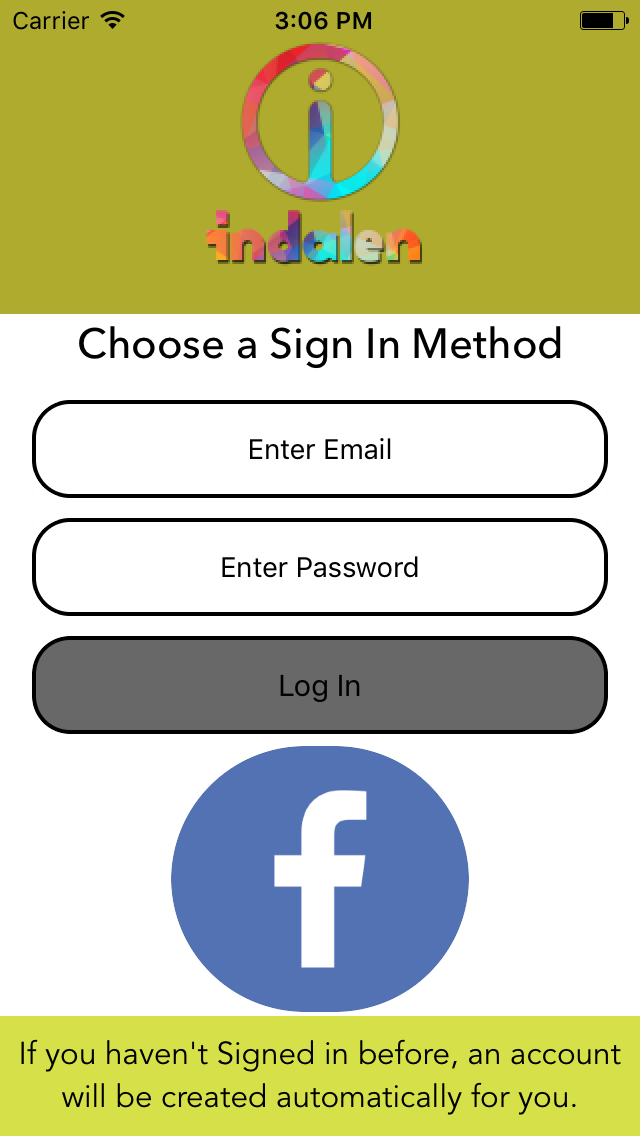 Carrier 3:06 PM
i
indalen
Choose a Sign In Method
Enter Email
Enter Password
Log In
f
If you haven't Signed in before, an account
will be created automatically for you.